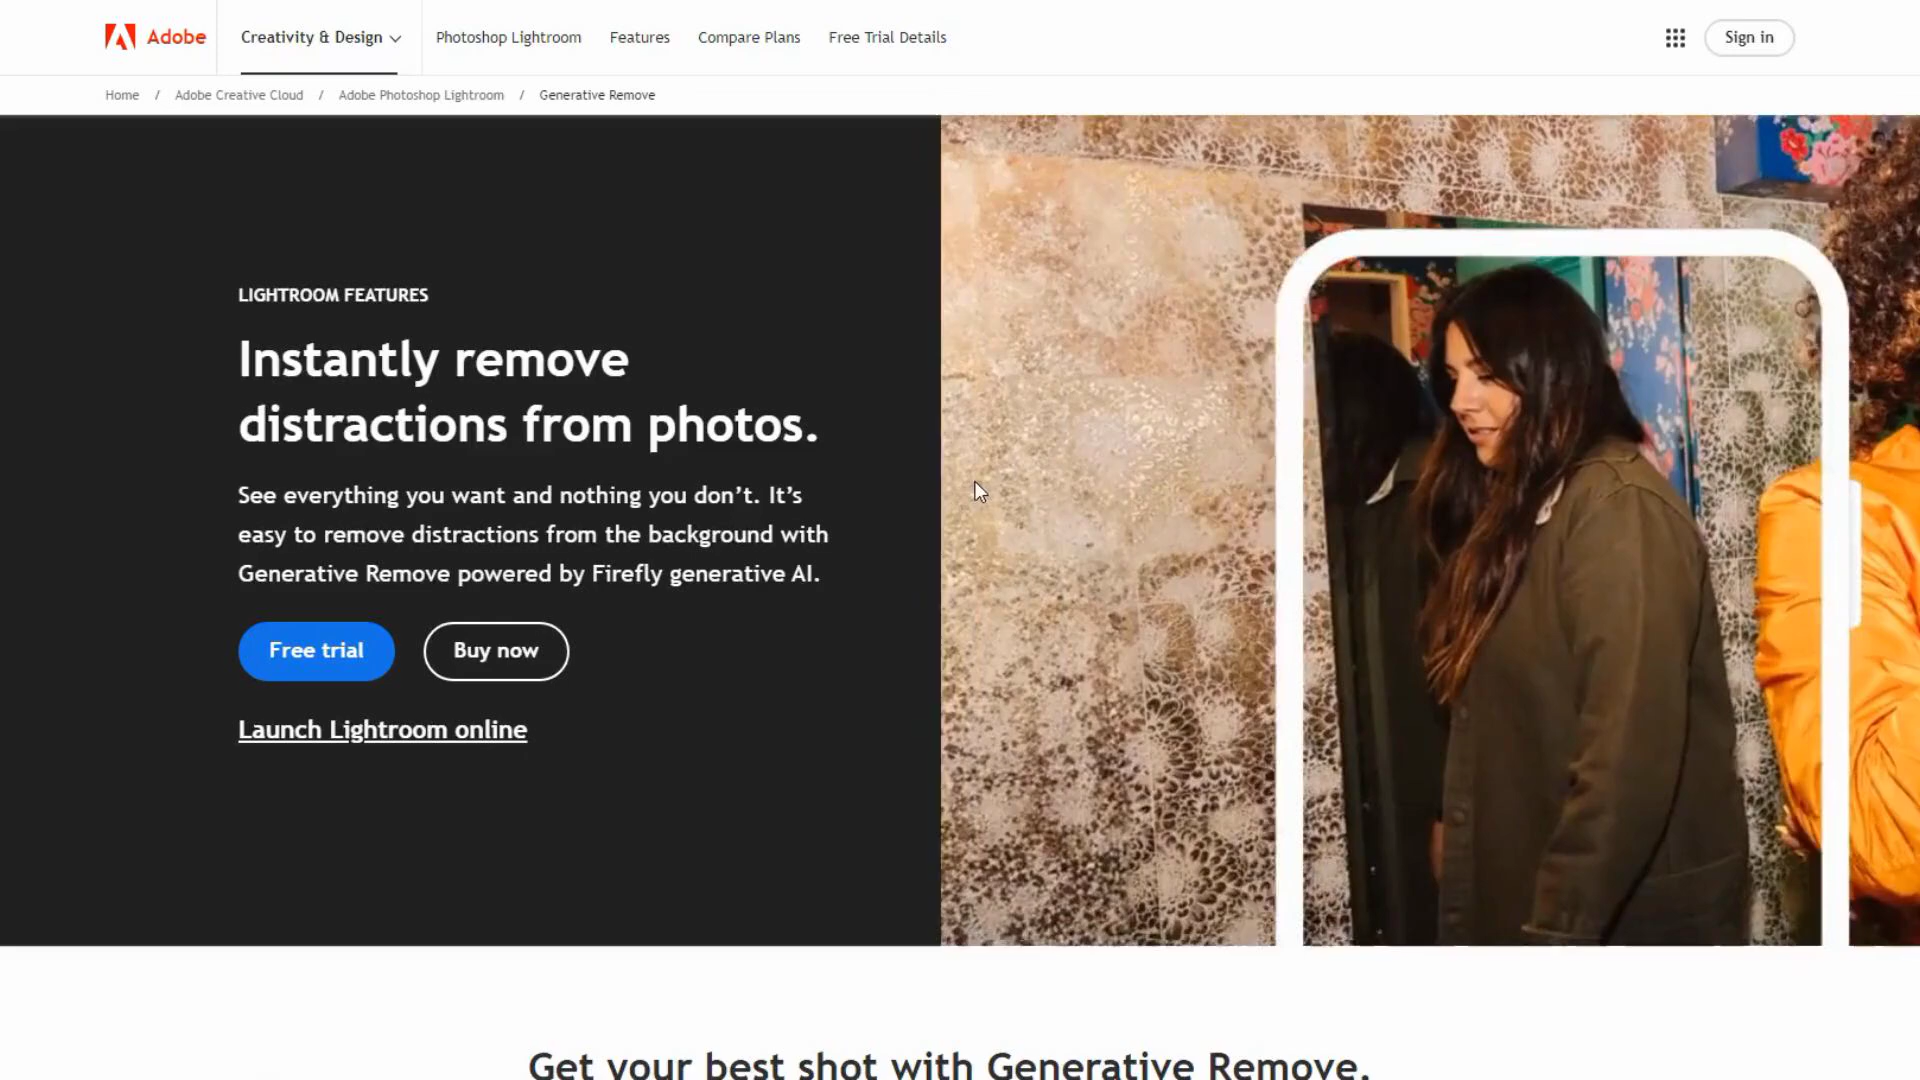 Adobe
Creativity & Design
Photoshop Lightroom
Features
Compare Plans
Free Trial Details
Sign in
Home / Adobe Creative Cloud / Adobe Photoshop Lightroom / Generative Remove
LIGHTROOM FEATURES
Instantly remove
distractions from photos.
See everything you want and nothing you don’t. It’s
easy to remove distractions from the background with
Generative Remove powered by Firefly generative AI.
Free trial
Buy now
Launch Lightroom online
Get your best shot with Generative Remove.